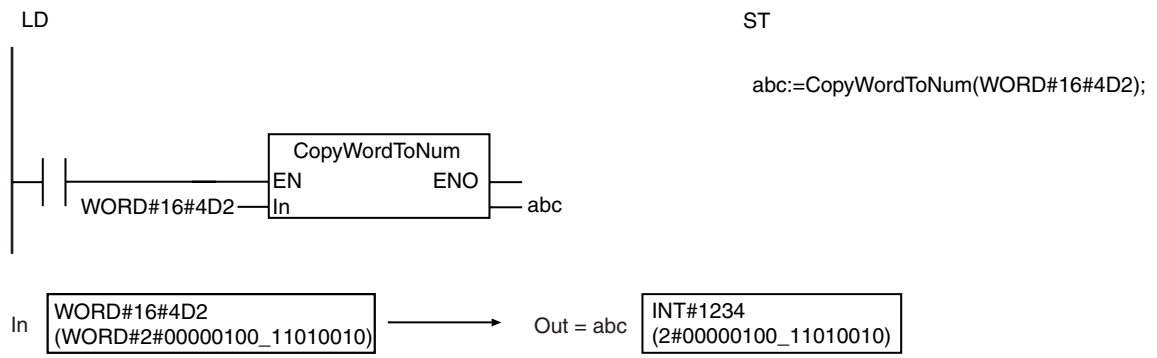 LD
ST
abc:=CopyWordToNum(WORD#16#4D2);
CopyWordToNum
EN ENO
WORD#16#4D2 In abc
In WORD#16#4D2 (WORD#2#00000100_11010010)
Out = abc INT#1234 (2#00000100_11010010)